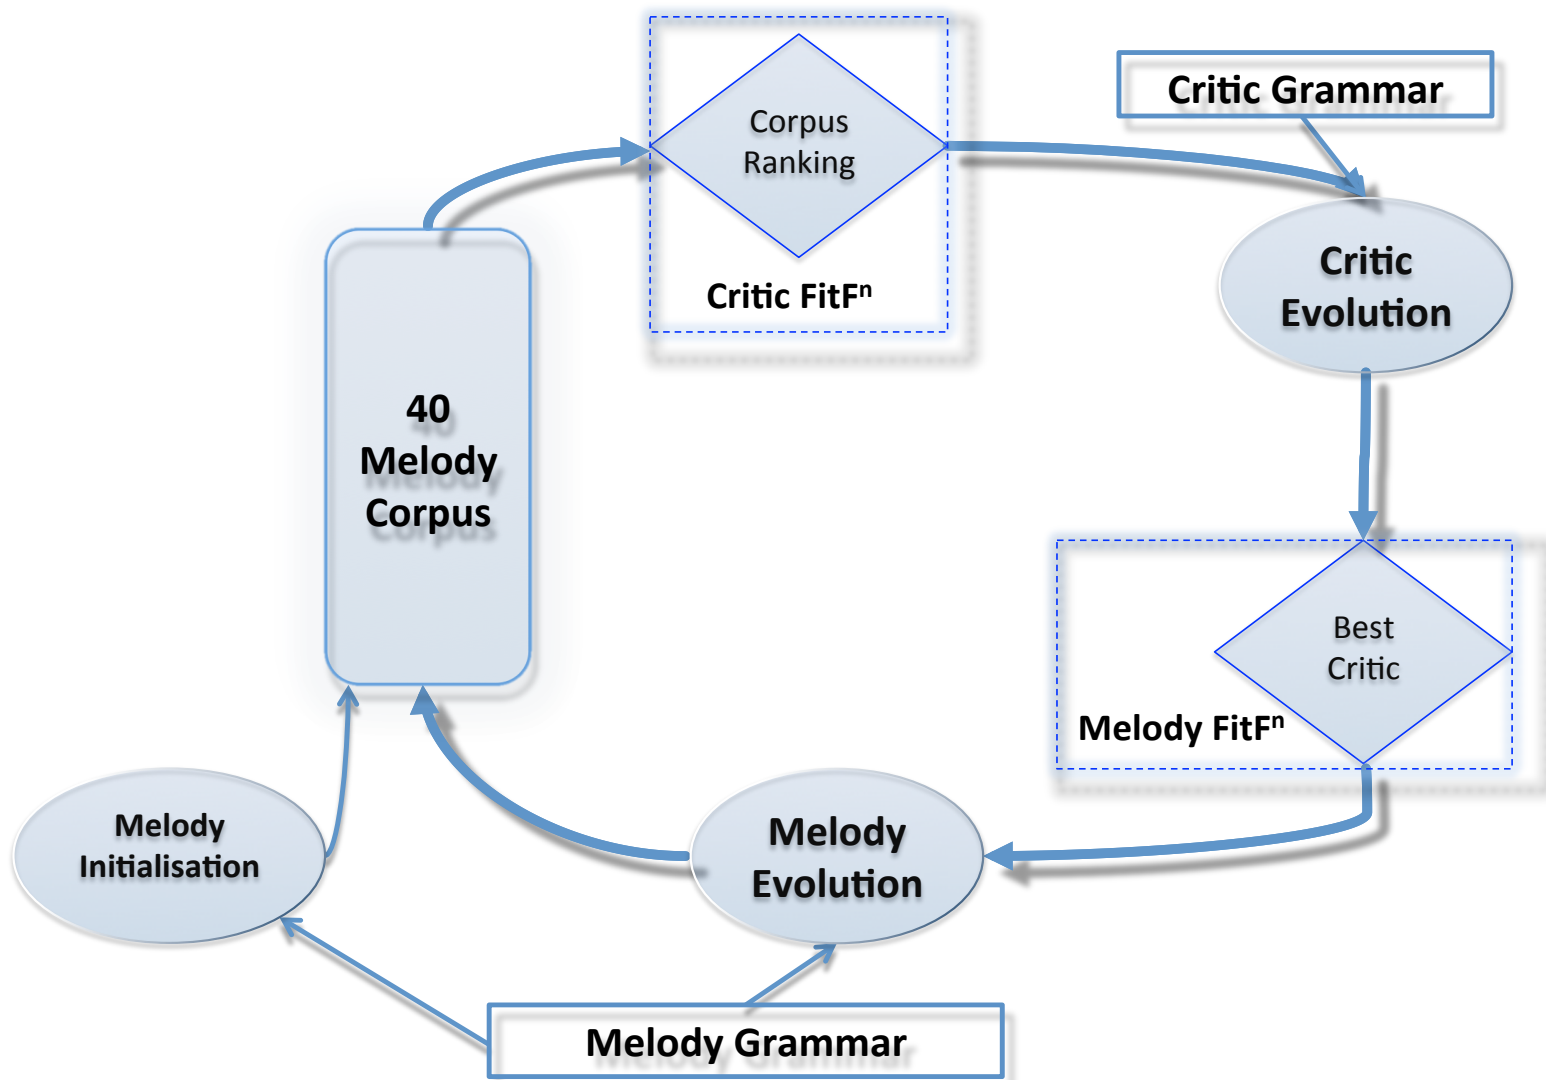 Corpus
Ranking
Critic FitFⁿ
Critic Grammar
Critic
Evolution
40
Melody
Corpus
Best
Critic
Melody FitFⁿ
Melody
Initialisation
Melody
Evolution
Melody Grammar